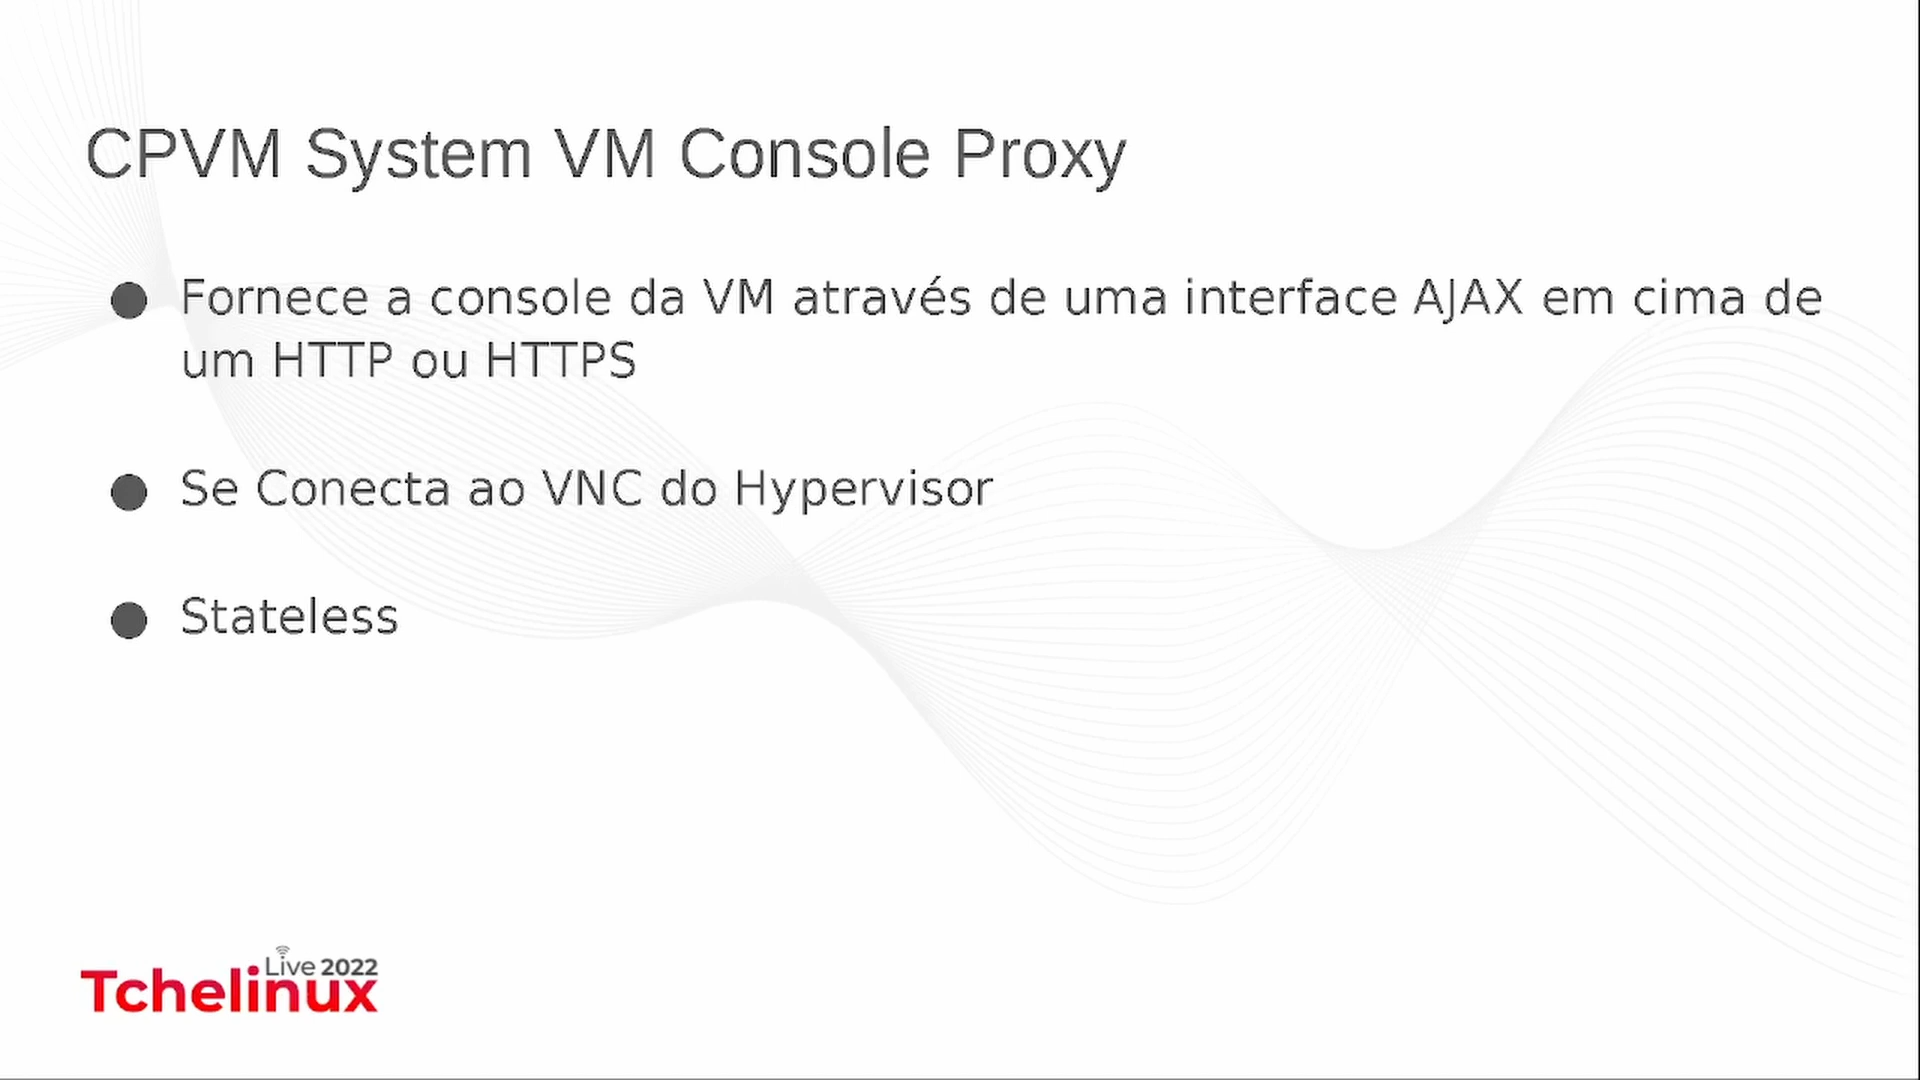 CPVM System VM Console Proxy
● Fornece a console da VM através de uma interface AJAX em cima de
um HTTP ou HTTPS
● Se Conecta ao VNC do Hypervisor
● Stateless
Live 2022
Tchelinux